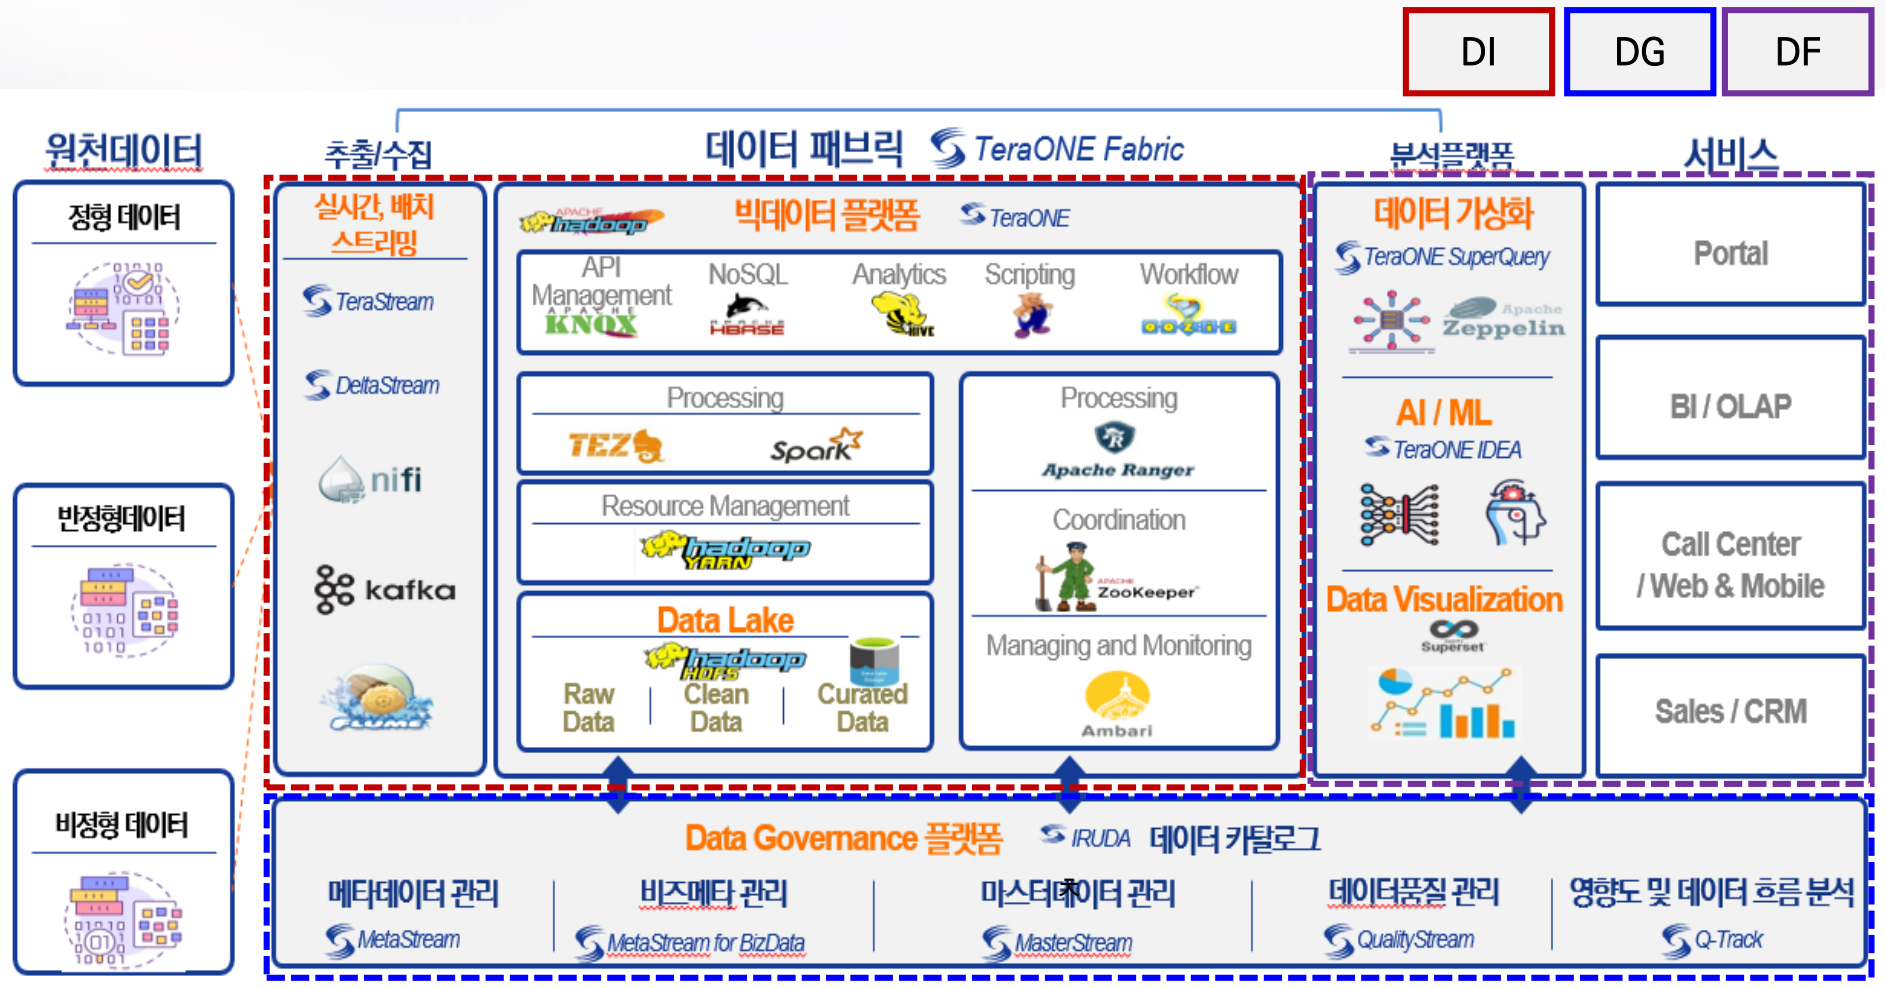 DI
DG
DF
원천데이터
추출/수집
데이터 패브릭
TeraONE Fabric
분석플랫폼
서비스
정형 데이터
반정형데이터
비정형 데이터
실시간, 배치
스트리밍
TeraStream
DeltaStream
nifi
kafka
FLUME
APACHE
hadoop
빅데이터 플랫폼
TeraONE
API
Management
APACHE
KNOX
NoSQL
APACHE
HBASE
Analytics
HIVE
Scripting
Workflow
OOZIE
Processing
TEZ
Spark
Resource Management
hadoop
YARN
Data Lake
hadoop
HDFS
Raw
Data
Clean
Data
Curated
Data
Processing
R
Apache Ranger
Coordination
APACHE
ZooKeeper™
Managing and Monitoring
Ambari
데이터 가상화
TeraONE SuperQuery
Apache
Zeppelin
AI / ML
TeraONE IDEA
Data Visualization
Superset
Portal
BI / OLAP
Call Center
/ Web & Mobile
Sales / CRM
Data Governance 플랫폼
IRUDA
데이터 카탈로그
메타데이터 관리
MetaStream
비즈메타 관리
MetaStream for BizData
마스터데이터 관리
MasterStream
데이터품질 관리
QualityStream
영향도 및 데이터 흐름 분석
Q-Track